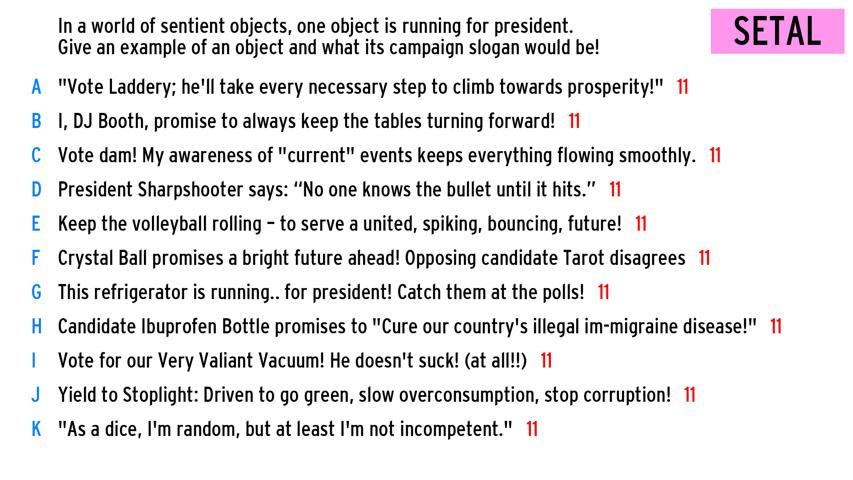 In a world of sentient objects, one object is running for president.
Give an example of an object and what its campaign slogan would be!
SETAL
A "Vote Laddery; he'll take every necessary step to climb towards prosperity!" 11
B I, DJ Booth, promise to always keep the tables turning forward! 11
C Vote dam! My awareness of "current" events keeps everything flowing smoothly. 11
D President Sharpshooter says: “No one knows the bullet until it hits.” 11
E Keep the volleyball rolling – to serve a united, spiking, bouncing, future! 11
F Crystal Ball promises a bright future ahead! Opposing candidate Tarot disagrees 11
G This refrigerator is running.. for president! Catch them at the polls! 11
H Candidate Ibuprofen Bottle promises to "Cure our country's illegal im-migraine disease!" 11
I Vote for our Very Valiant Vacuum! He doesn't suck! (at all!!) 11
J Yield to Stoplight: Driven to go green, slow overconsumption, stop corruption! 11
K "As a dice, I'm random, but at least I'm not incompetent." 11